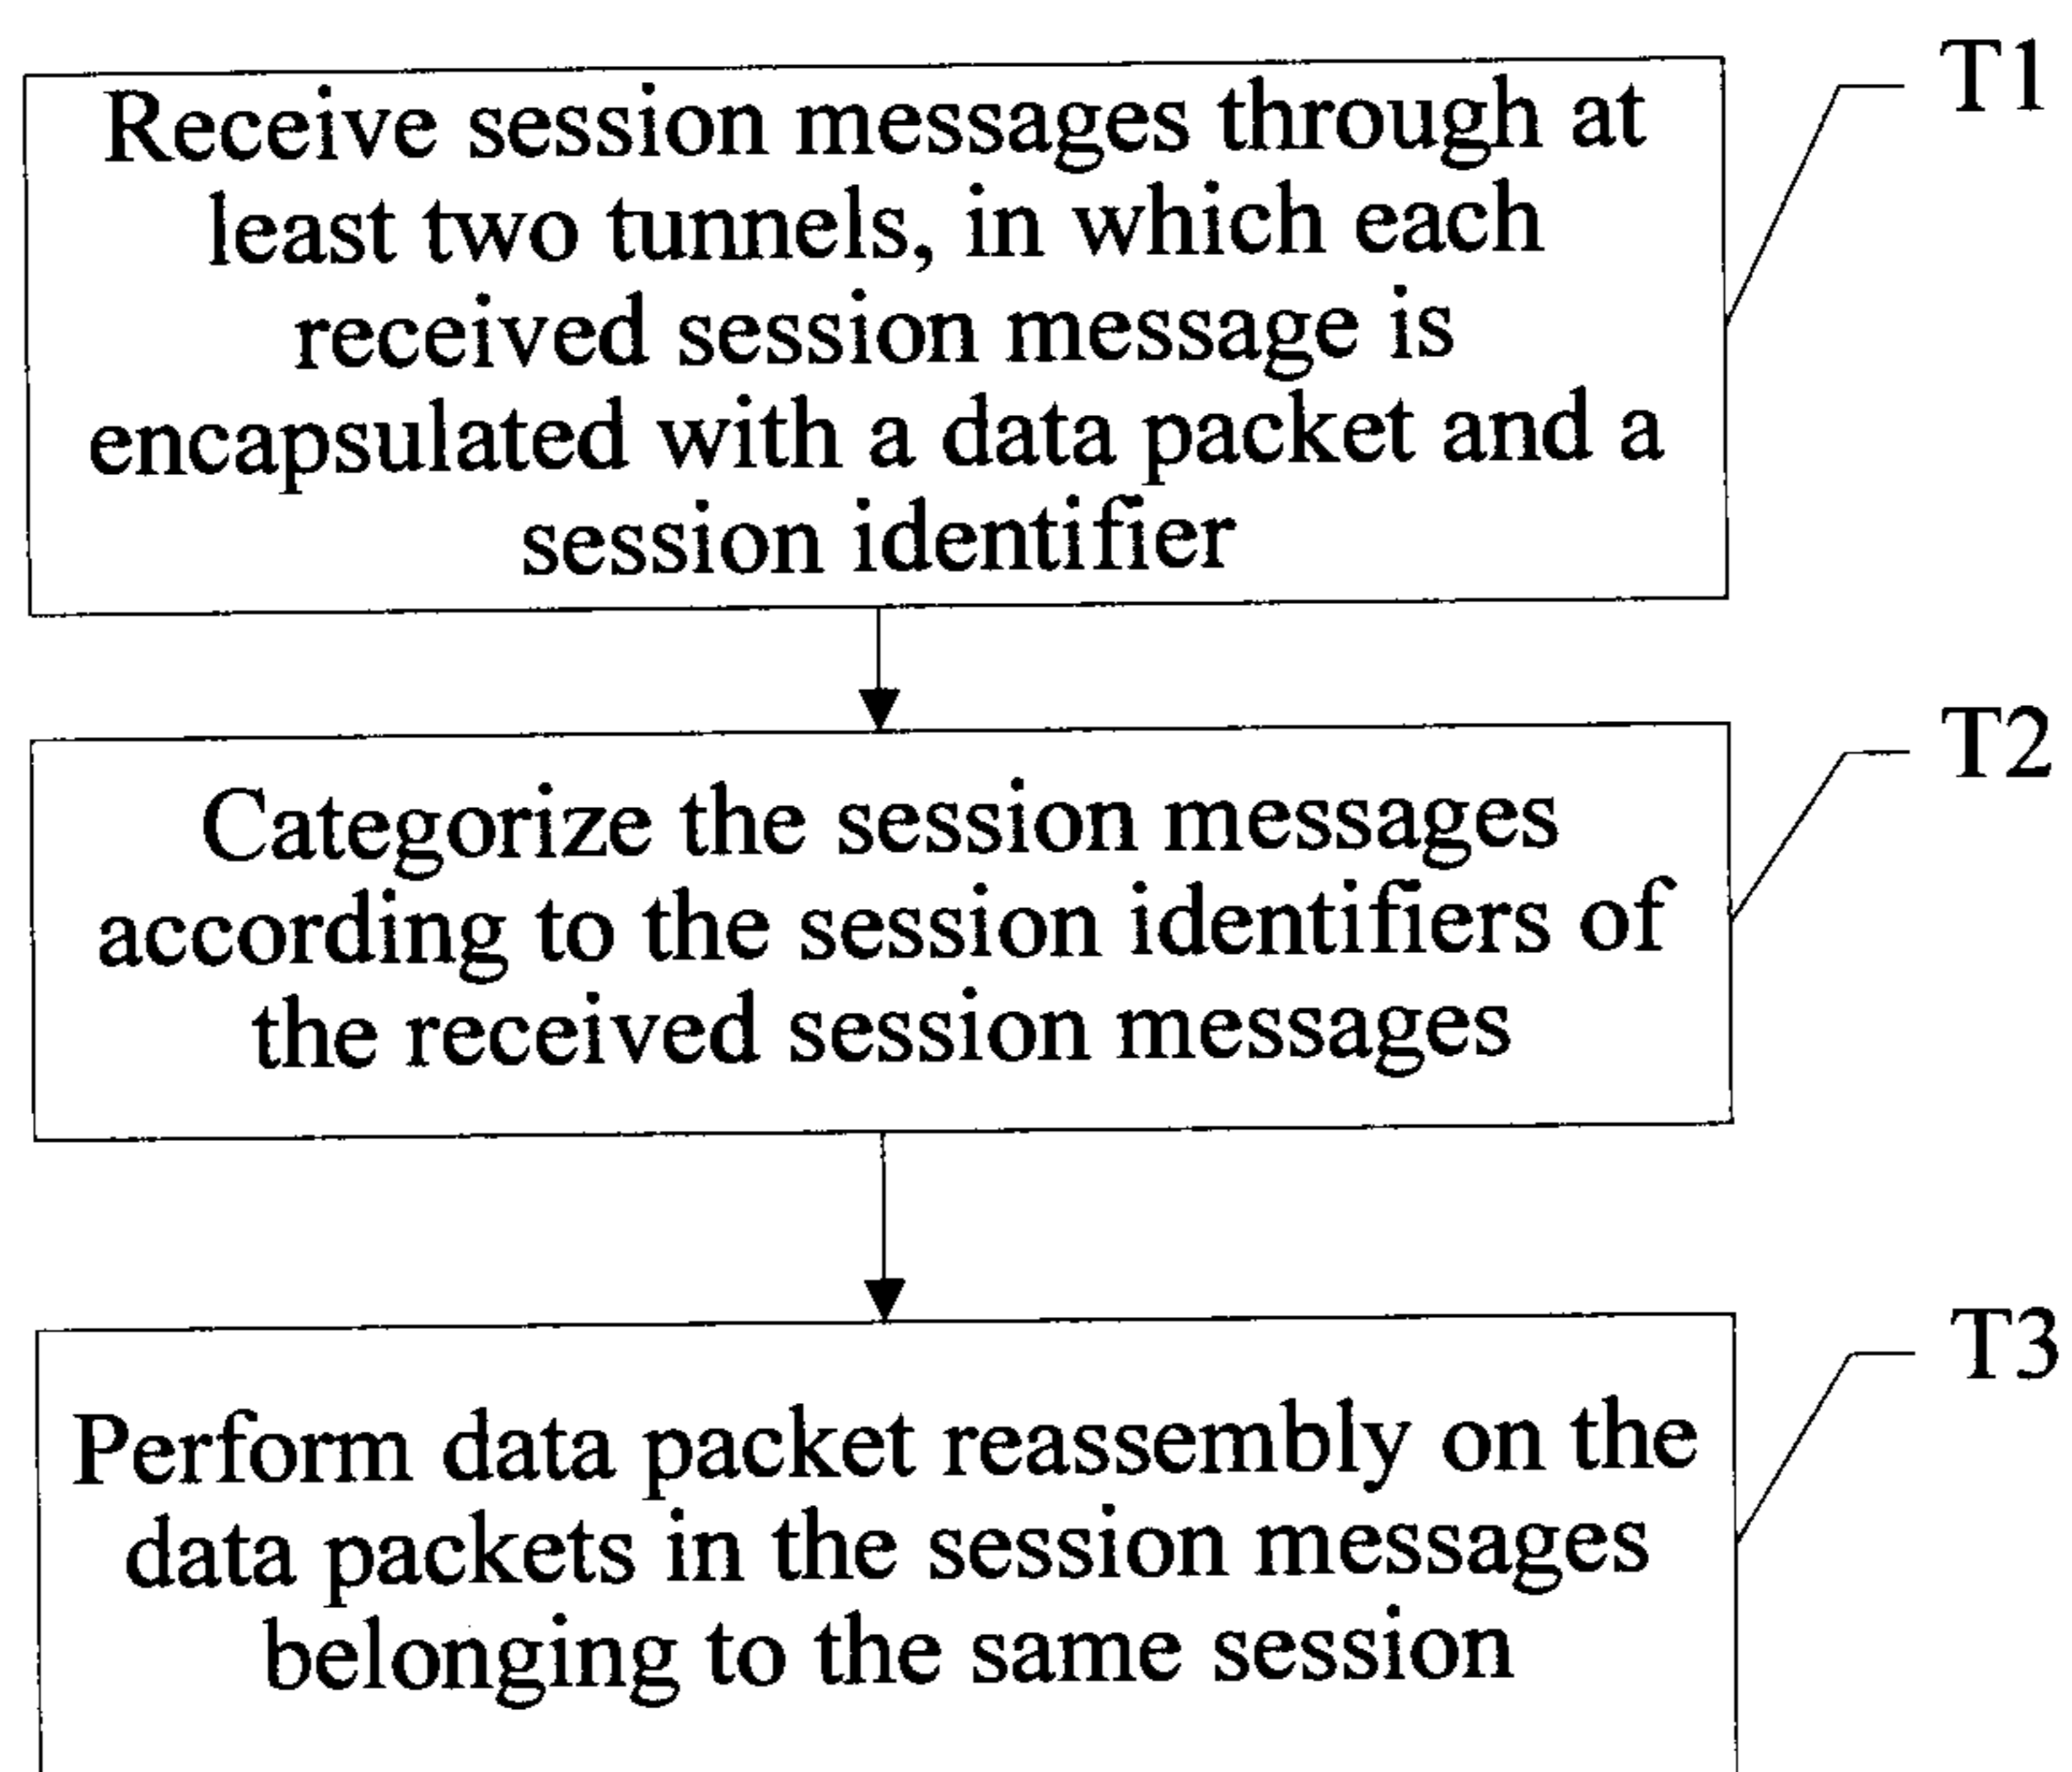 Receive session messages through at
least two tunnels, in which each
received session message is
encapsulated with a data packet and a
session identifier
T1
Categorize the session messages
according to the session identifiers of
the received session messages
T2
Perform data packet reassembly on the
data packets in the session messages
belonging to the same session
T3